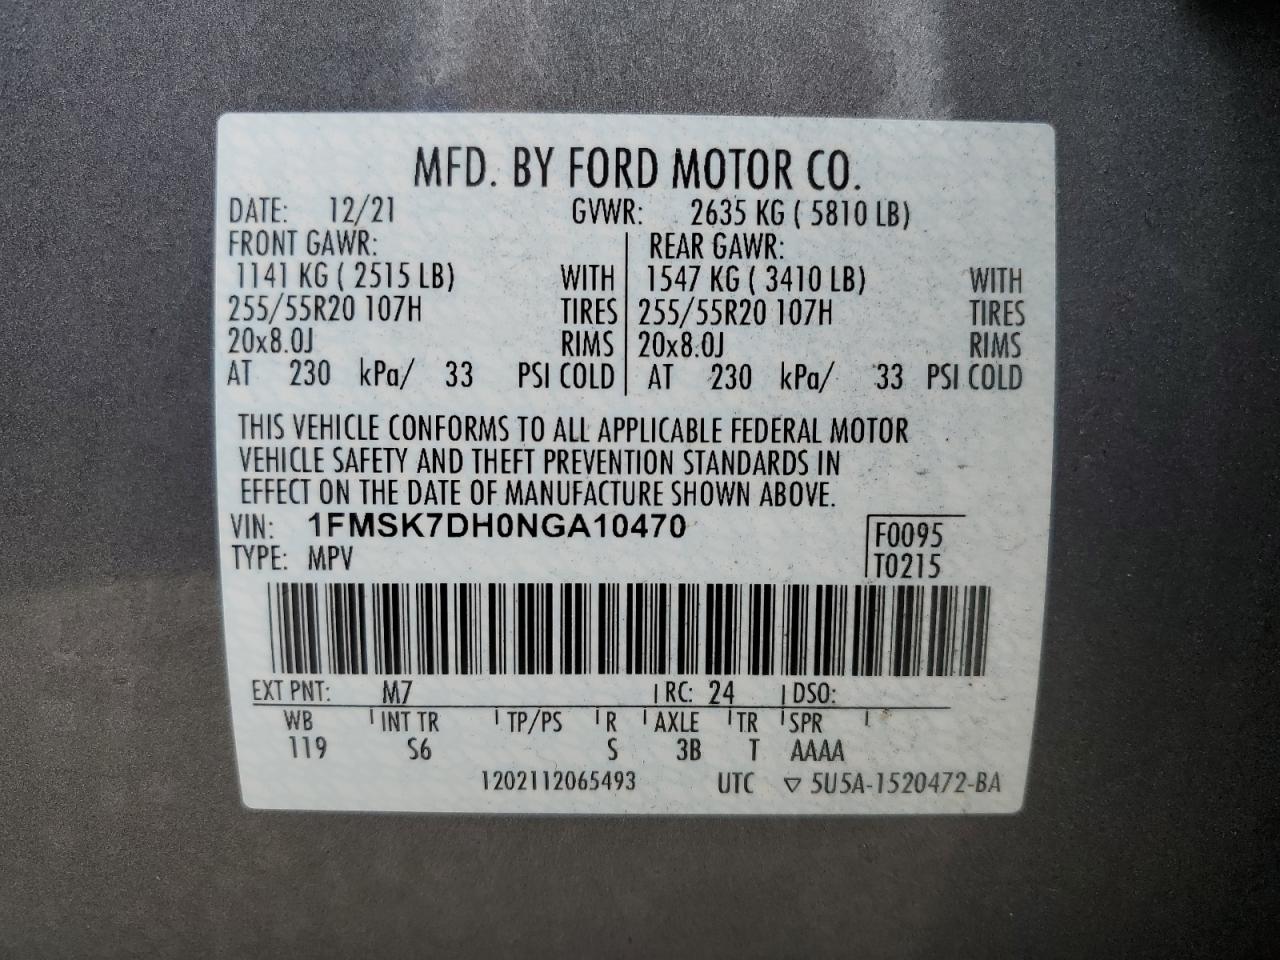 MFD. BY FORD MOTOR CO.
DATE: 12/21 GVWR: 2635 KG ( 5810 LB)
FRONT GAWR: REAR GAWR:
1141 KG ( 2515 LB) WITH 1547 KG ( 3410 LB) WITH
255/55R20 107H TIRES 255/55R20 107H TIRES
20x8.0J RIMS 20x8.0J RIMS
AT 230 kPa/ 33 PSI COLD AT 230 kPa/ 33 PSI COLD
THIS VEHICLE CONFORMS TO ALL APPLICABLE FEDERAL MOTOR
VEHICLE SAFETY AND THEFT PREVENTION STANDARDS IN
EFFECT ON THE DATE OF MANUFACTURE SHOWN ABOVE.
VIN: 1FMSK7DH0NGA10470 F0095
TYPE: MPV T0215
EXT PNT: M7 RC: 24 DSO:
WB INT TR TP/PS R AXLE TR SPR
119 S6 S 3B T AAAA
1202112065493 UTC ▽ 5U5A-1520472-BA